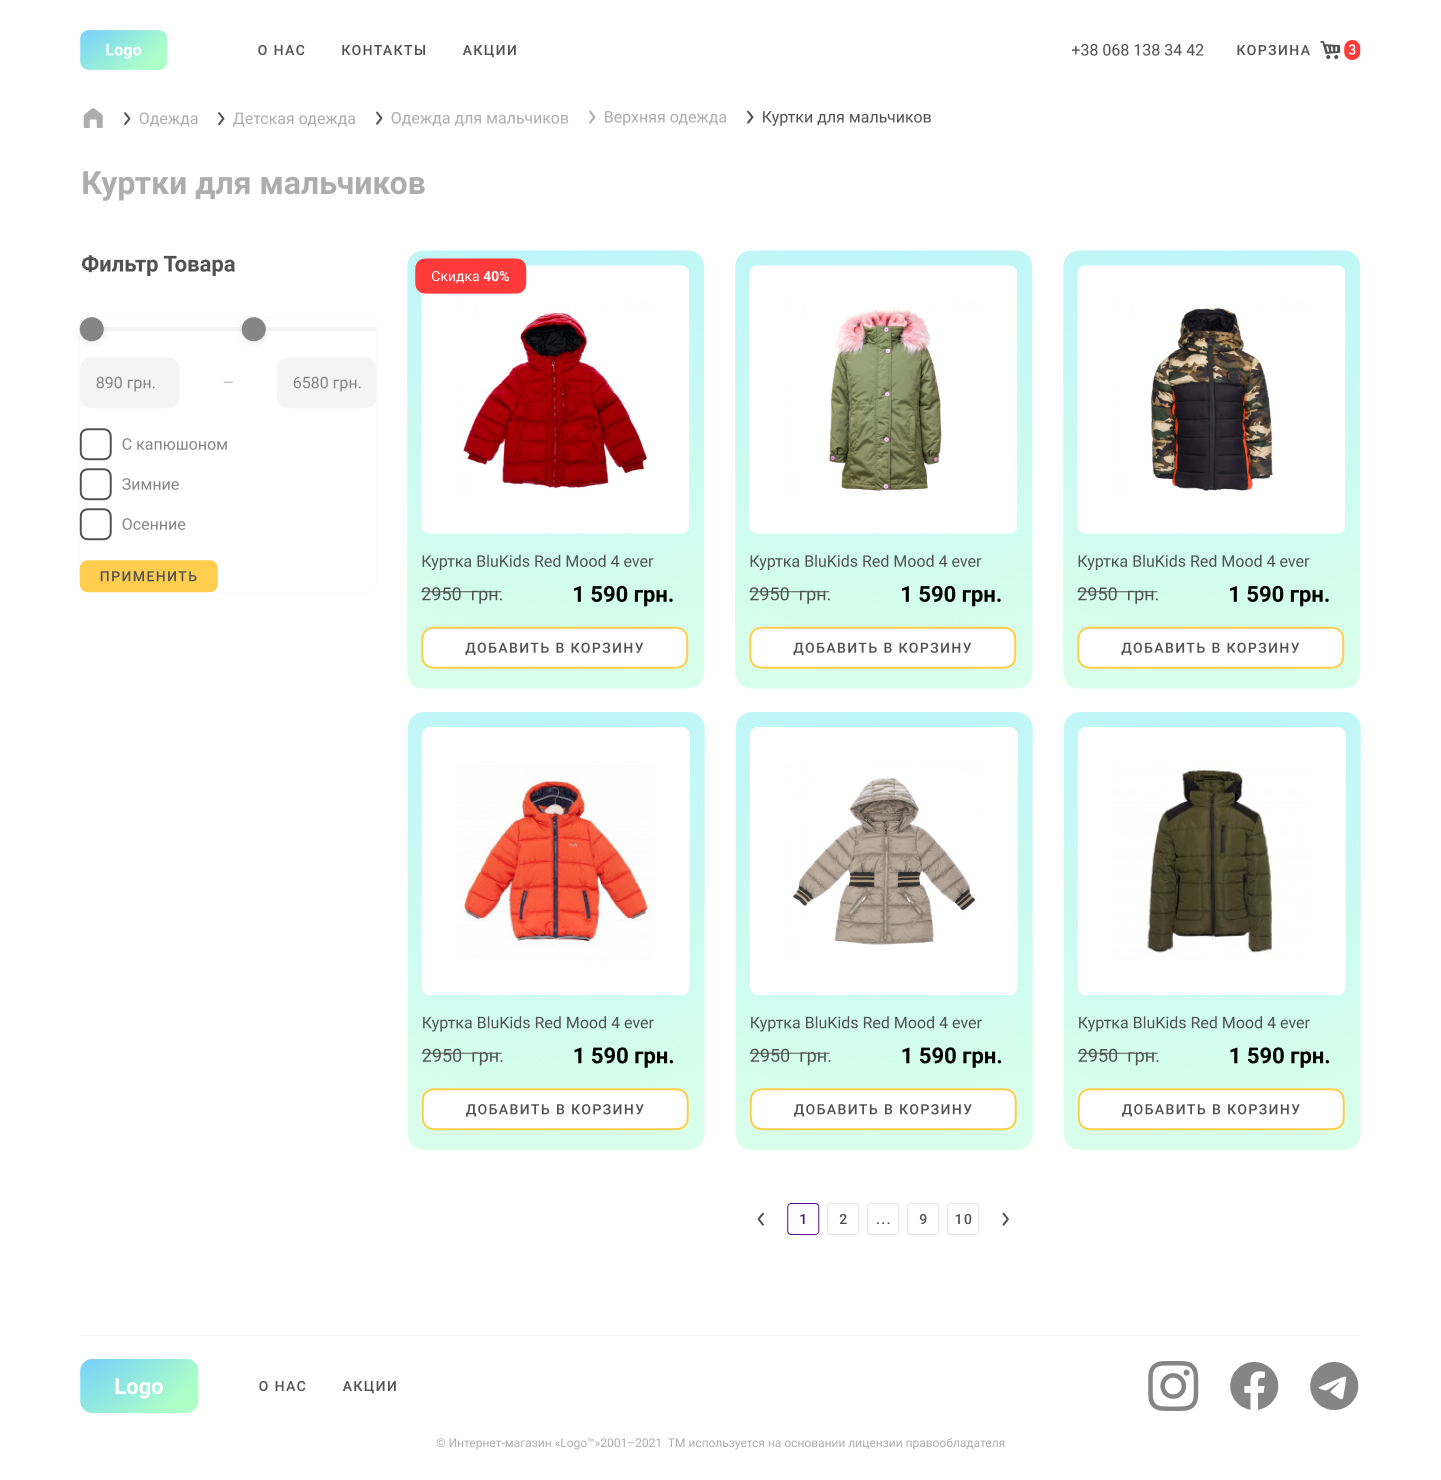 Logo О НАС КОНТАКТЫ АКЦИИ +38 068 138 34 42 КОРЗИНА 3
Одежда Детская одежда Одежда для мальчиков Верхняя одежда Куртки для мальчиков
Куртки для мальчиков
Фильтр Товара
890 грн. – 6580 грн.
С капюшоном
Зимние
Осенние
ПРИМЕНИТЬ
Скидка 40%
Куртка BluKids Red Mood 4 ever
2950 грн. 1 590 грн.
ДОБАВИТЬ В КОРЗИНУ
Куртка BluKids Red Mood 4 ever
2950 грн. 1 590 грн.
ДОБАВИТЬ В КОРЗИНУ
Куртка BluKids Red Mood 4 ever
2950 грн. 1 590 грн.
ДОБАВИТЬ В КОРЗИНУ
Куртка BluKids Red Mood 4 ever
2950 грн. 1 590 грн.
ДОБАВИТЬ В КОРЗИНУ
Куртка BluKids Red Mood 4 ever
2950 грн. 1 590 грн.
ДОБАВИТЬ В КОРЗИНУ
Куртка BluKids Red Mood 4 ever
2950 грн. 1 590 грн.
ДОБАВИТЬ В КОРЗИНУ
1 2 ... 9 10
Logo О НАС АКЦИИ
© Интернет-магазин «Logo™»2001–2021 ТМ используется на основании лицензии правообладателя